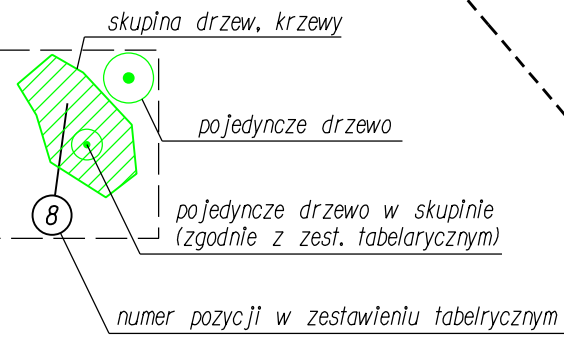 skupina drzew, krzewy
pojedyncze drzewo
pojedyncze drzewo w skupinie
(zgodnie z zest. tabelarycznym)
8
numer pozycji w zestawieniu tabelrycznym